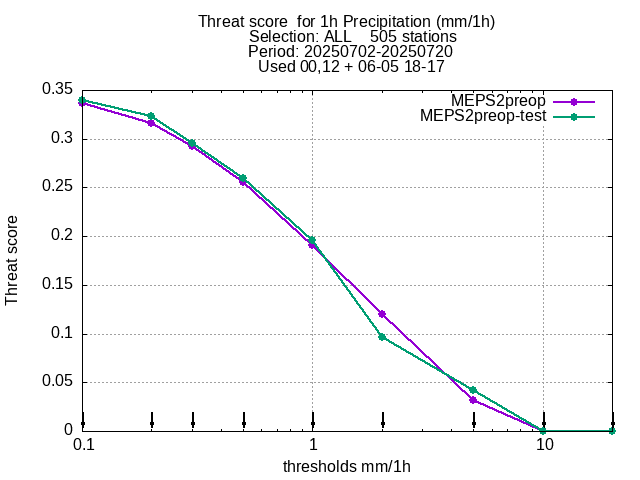 Threat score  for 1h Precipitation (mm/1h)
Selection: ALL    505 stations
Period: 20250702-20250720
Used 00,12 + 06-05 18-17
MEPS2preop
MEPS2preop-test
0.35
0.3
0.25
0.2
0.15
0.1
0.05
0
Threat score
0.1 1 10
thresholds mm/1h